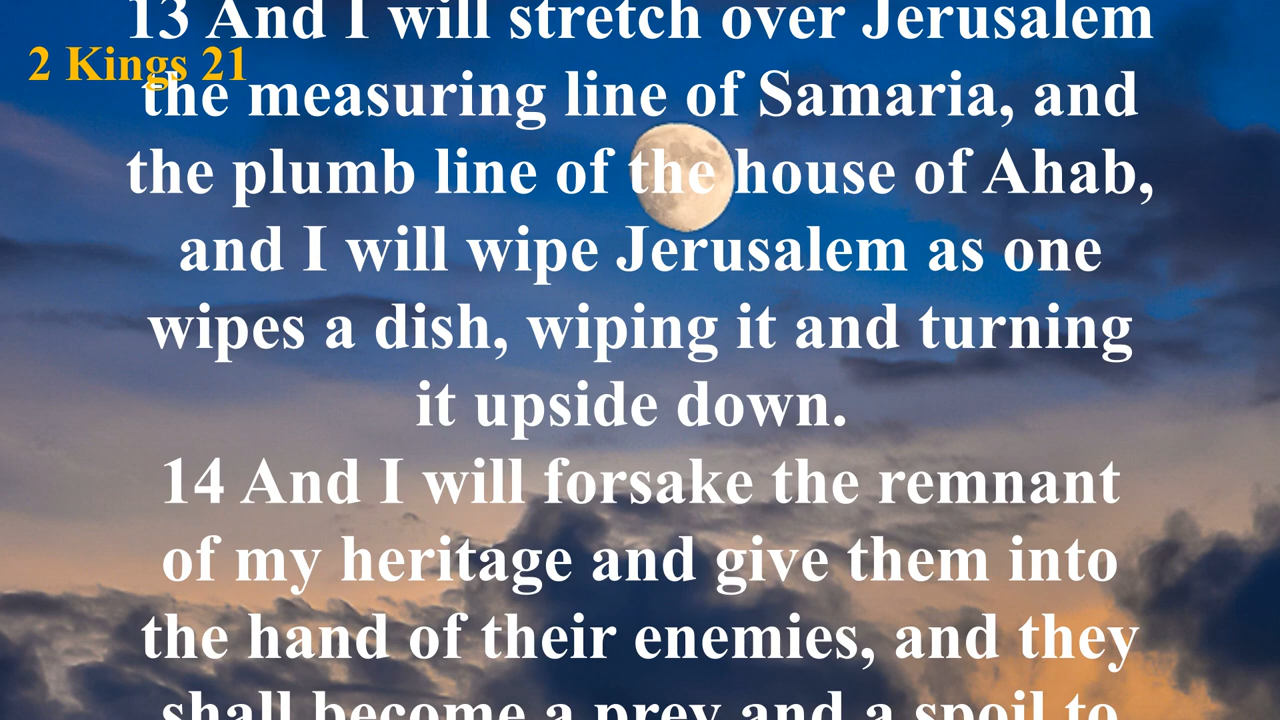 13 And I will stretch over Jerusalem
2 Kings 21
the measuring line of Samaria, and
the plumb line of the house of Ahab,
and I will wipe Jerusalem as one
wipes a dish, wiping it and turning
it upside down.
14 And I will forsake the remnant
of my heritage and give them into
the hand of their enemies, and they
shall become a prey and a spoil to